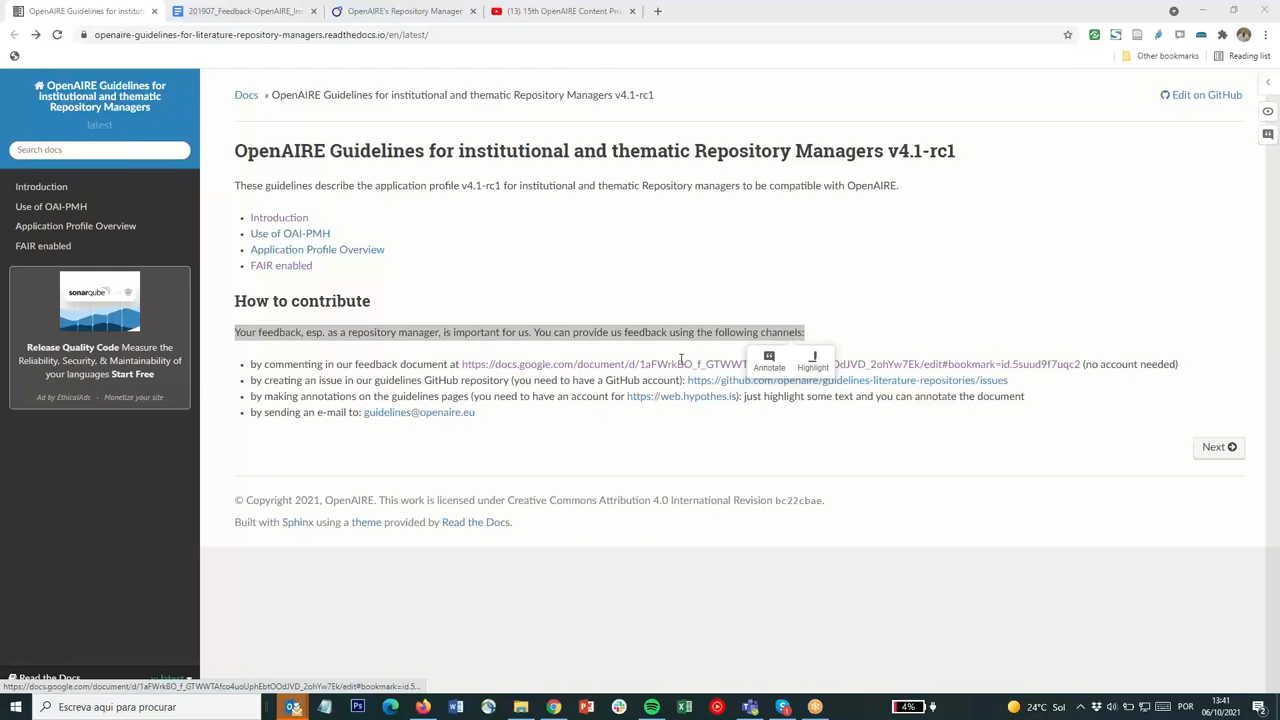 OpenAIRE Guidelines for institut
201907_Feedback-OpenAIRE_Ins
OpenAIRE's Repository Manager
(13) 15th OpenAIRE Content Pro
openaire-guidelines-for-literature-repository-managers.readthedocs.io/en/latest/
Other bookmarks
Reading list
OpenAIRE Guidelines for
institutional and thematic
Repository Managers
latest
Search docs
Introduction
Use of OAI-PMH
Application Profile Overview
FAIR enabled
sonarqube
Release Quality Code Measure the
Reliability, Security, & Maintainability of
your languages Start Free
Ad by EthicalAds · Monetize your site
Read the Docs
v: latest
Docs » OpenAIRE Guidelines for institutional and thematic Repository Managers v4.1-rc1
Edit on GitHub
OpenAIRE Guidelines for institutional and thematic Repository Managers v4.1-rc1
These guidelines describe the application profile v4.1-rc1 for institutional and thematic Repository managers to be compatible with OpenAIRE.
• Introduction
• Use of OAI-PMH
• Application Profile Overview
• FAIR enabled
How to contribute
Your feedback, esp. as a repository manager, is important for us. You can provide us feedback using the following channels:
Annotate
Highlight
• by commenting in our feedback document at https://docs.google.com/document/d/1aFWrkBO_f_GTWWT OdJVD_2ohYw7Ek/edit#bookmark=id.5suud9f7uqc2 (no account needed)
• by creating an issue in our guidelines GitHub repository (you need to have a GitHub account): https://github.com/openaire/guidelines-literature-repositories/issues
• by making annotations on the guidelines pages (you need to have an account for https://web.hypothes.is): just highlight some text and you can annotate the document
• by sending an e-mail to: guidelines@openaire.eu
Next
© Copyright 2021, OpenAIRE. This work is licensed under Creative Commons Attribution 4.0 International Revision bc22cbae.
Built with Sphinx using a theme provided by Read the Docs.
Escreve aqui para procurar
4%
24°C Sol
POR
13:41
06/10/2021